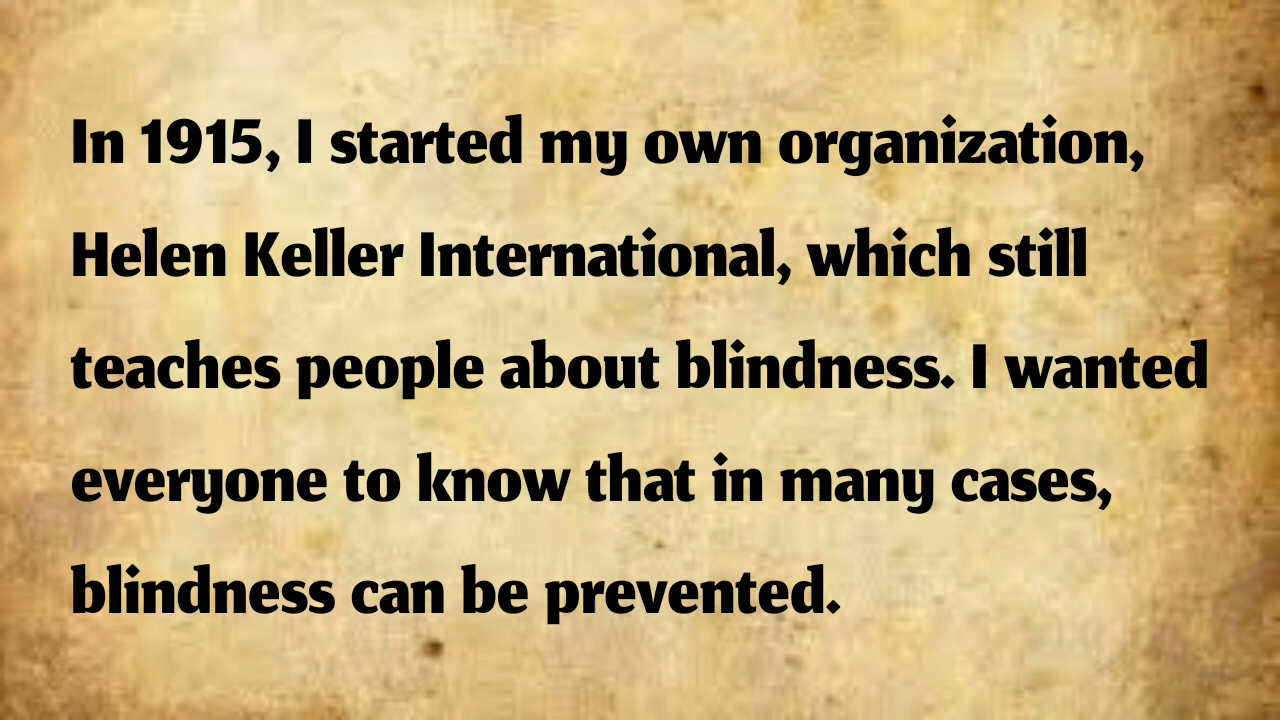 In 1915, I started my own organization,
Helen Keller International, which still
teaches people about blindness. I wanted
everyone to know that in many cases,
blindness can be prevented.